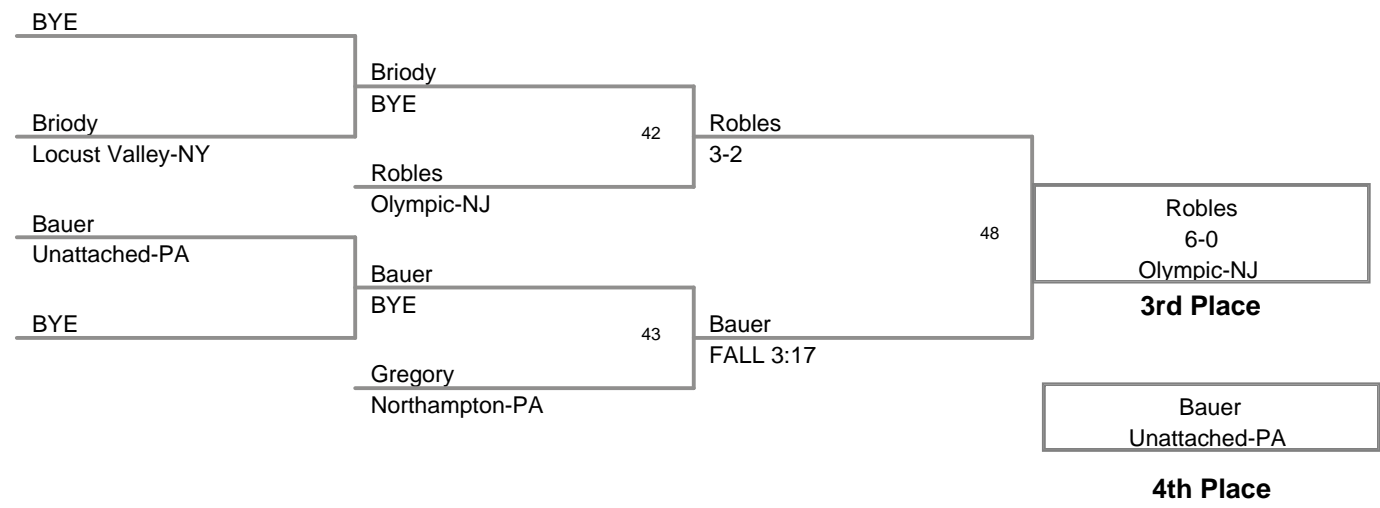 BYE
Briody
BYE
Briody
Locust Valley-NY
42
Robles
3-2
Robles
Olympic-NJ
Bauer
Unattached-PA
Robles
6-0
Olympic-NJ
3rd Place
48
Bauer
BYE
BYE
43
Bauer
FALL 3:17
Gregory
Northampton-PA
Bauer
Unattached-PA
4th Place